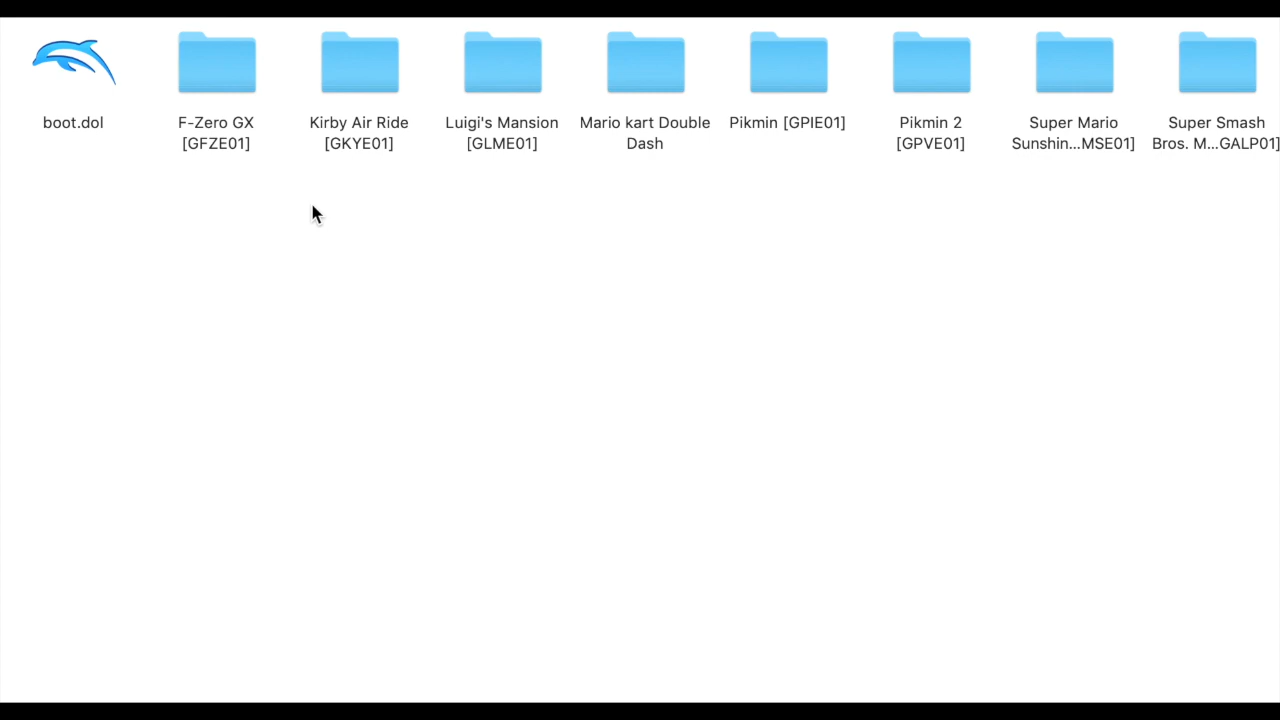 boot.dol
F-Zero GX
[GFZE01]
Kirby Air Ride
[GKYE01]
Luigi's Mansion
[GLME01]
Mario kart Double
Dash
Pikmin [GPIE01]
Pikmin 2
[GPVE01]
Super Mario
Sunshin...MSE01]
Super Smash
Bros. M...GALP01]